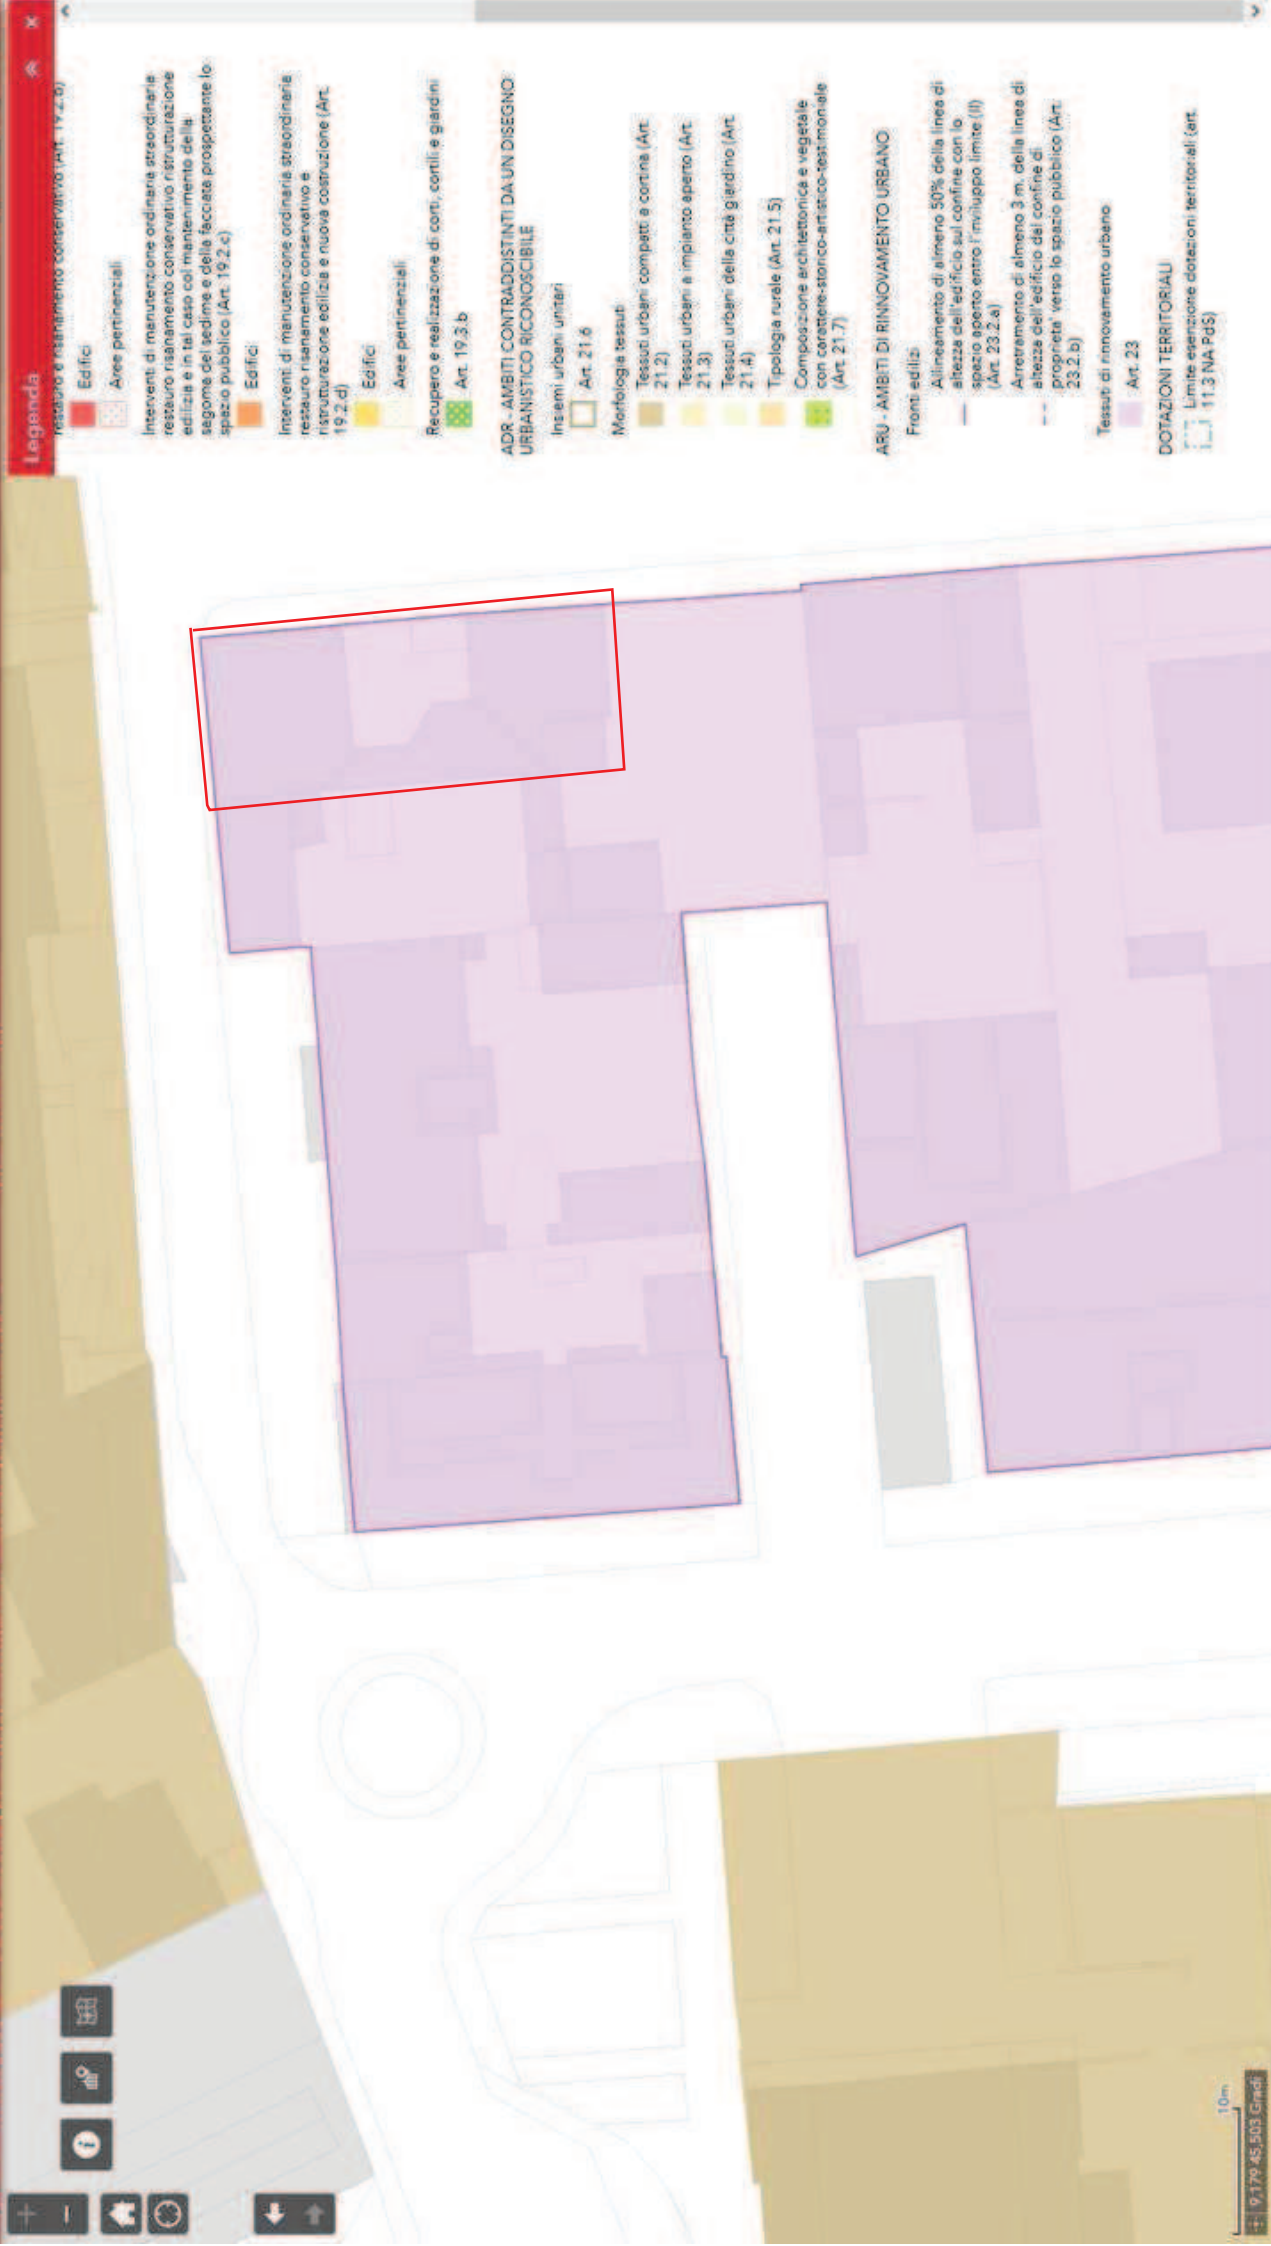 Legenda
restauro e risanamento conservativo (Art. 19.2.b)
Edifici
Aree pertinenziali
Interventi di manutenzione ordinaria straordinaria
restauro risanamento conservativo ristrutturazione
edilizia e in tal caso col mantenimento della
sagoma del sedime e della facciata prospettante lo
spazio pubblico (Art. 19.2.c)
Edifici
Interventi di manutenzione ordinaria straordinaria
restauro risanamento conservativo e
ristrutturazione edilizia e nuova costruzione (Art.
19.2.d)
Edifici
Aree pertinenziali
Recupero e realizzazione di corti, cortili e giardini
Art. 19.3.b
ADR - AMBITI CONTRADDISTINTI DA UN DISEGNO
URBANISTICO RICONOSCIBILE
Insiemi urbani unitari
Art. 21.6
Morfologia tessuti
Tessuti urbani compatti a cortina (Art.
21.2)
Tessuti urbani a impianto aperto (Art.
21.3)
Tessuti urbani della città giardino (Art.
21.4)
Tipologia rurale (Art. 21.5)
Composizione architettonica e vegetale
con carattere-storico-artistico-testimoniale
(Art. 21.7)
ARU - AMBITI DI RINNOVAMENTO URBANO
Fronti edilizi
Allineamento di almeno 50% della linea di
altezza dell'edificio sul confine con lo
spazio aperto entro l'inviluppo limite (II)
(Art. 23.2.a)
Arretramento di almeno 3 m. della linea di
altezza dell'edificio dal confine di
proprieta' verso lo spazio pubblico (Art.
23.2.b)
Tessuti di rinnovamento urbano
Art. 23
DOTAZIONI TERRITORIALI
Limite esenzione dotazioni territoriali (art.
11.3 NA PdS)
10m
9,179 45,503 Gradi